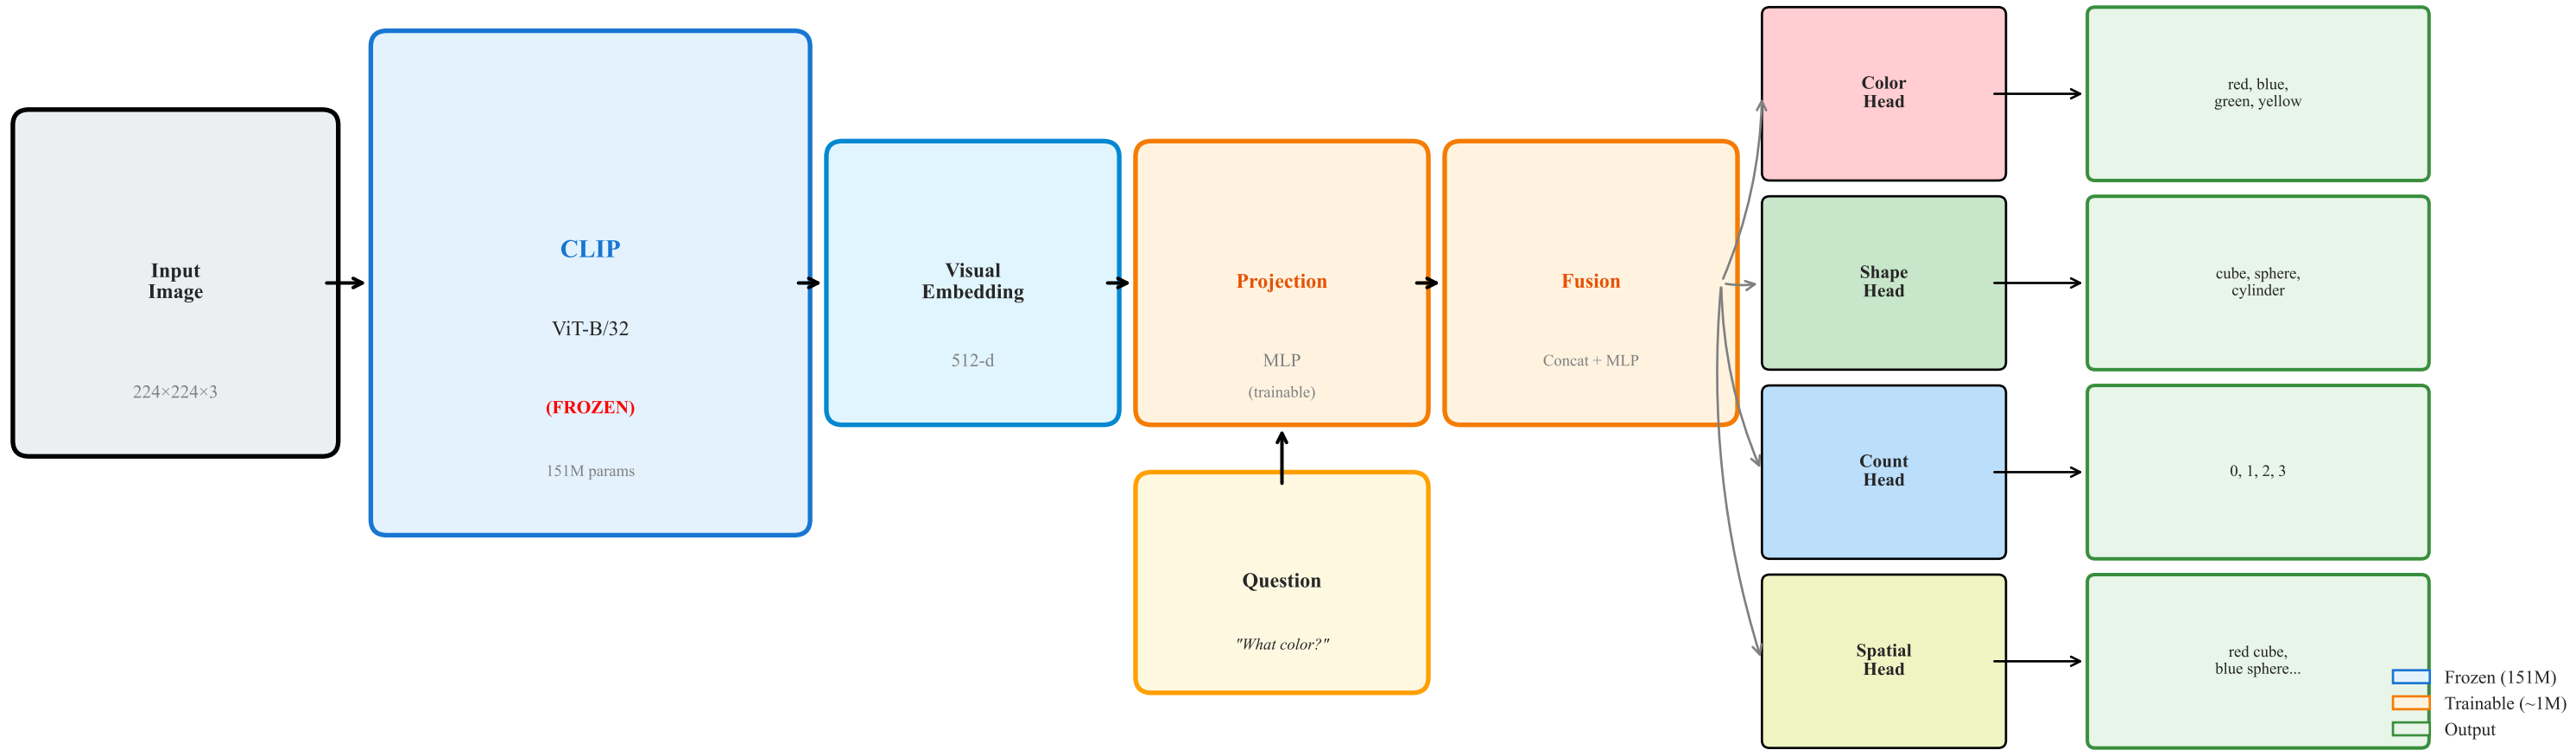 Input
Image
224×224×3
CLIP
ViT-B/32
(FROZEN)
151M params
Visual
Embedding
512-d
Projection
MLP
(trainable)
Question
"What color?"
Fusion
Concat + MLP
Color
Head
red, blue,
green, yellow
Shape
Head
cube, sphere,
cylinder
Count
Head
0, 1, 2, 3
Spatial
Head
red cube,
blue sphere...
Frozen (151M)
Trainable (~1M)
Output